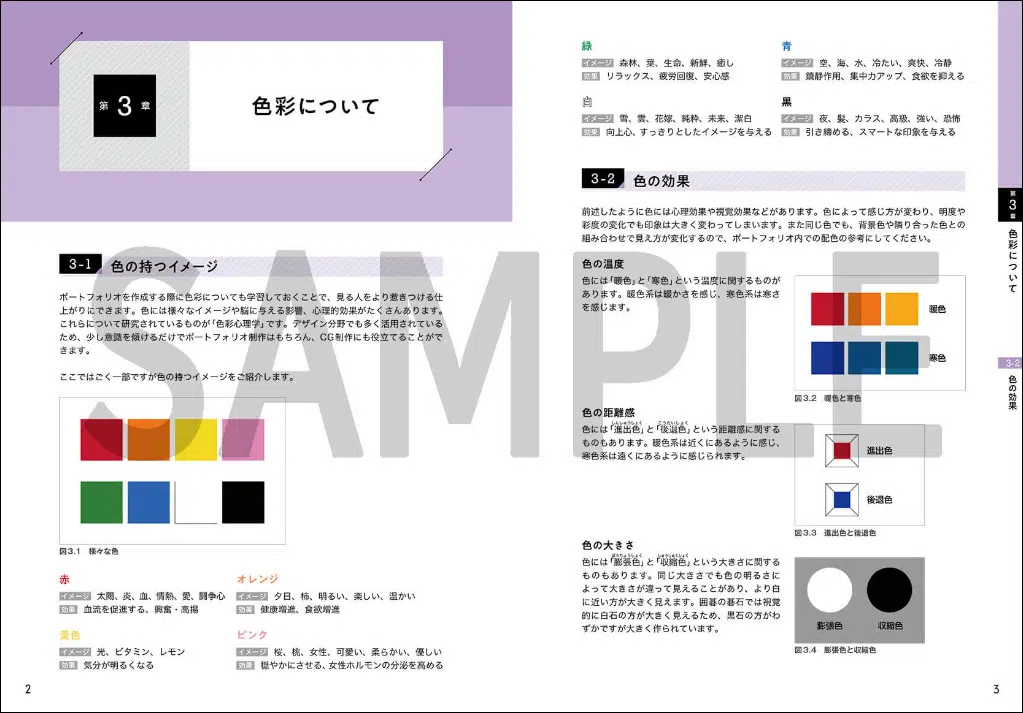 第3章
色彩について
3-1 色の持つイメージ
ポートフォリオを作成する際に色彩についても学習しておくことで、見る人をより惹きつける仕
上がりにできます。色には様々なイメージや脳に与える影響、心理的効果がたくさんあります。
これらについて研究されているものが「色彩心理学」です。デザイン分野でも多く活用されている
ため、少し意識を傾けるだけでポートフォリオ制作はもちろん、CG制作にも役立てることがで
きます。
ここではごく一部ですが色の持つイメージをご紹介します。
図3.1 様々な色
赤
イメージ 太陽、炎、血、情熱、愛、闘争心
効果 血流を促進する、興奮・高揚
オレンジ
イメージ 夕日、柿、明るい、楽しい、温かい
効果 健康増進、食欲増進
黄色
イメージ 光、ビタミン、レモン
効果 気分が明るくなる
ピンク
イメージ 桜、桃、女性、可愛い、柔らかい、優しい
効果 穏やかにさせる、女性ホルモンの分泌を高める
2
緑
イメージ 森林、葉、生命、新鮮、癒し
効果 リラックス、疲労回復、安心感
青
イメージ 空、海、水、冷たい、爽快、冷静
効果 鎮静作用、集中力アップ、食欲を抑える
白
イメージ 雪、雲、花嫁、純粋、未来、潔白
効果 向上心、すっきりとしたイメージを与える
黒
イメージ 夜、髪、カラス、高級、強い、恐怖
効果 引き締める、スマートな印象を与える
3-2 色の効果
前述したように色には心理効果や視覚効果などがあります。色によって感じ方が変わり、明度や
彩度の変化でも印象は大きく変わってしまいます。また同じ色でも、背景色や隣り合った色との
組み合わせで見え方が変化するので、ポートフォリオ内での配色の参考にしてください。
色の温度
色には「暖色」と「寒色」という温度に関するものが
あります。暖色系は暖かさを感じ、寒色系は寒さ
を感じます。
暖色
寒色
図3.2 暖色と寒色
色の距離感
しんしゅつしょく こうたいしょく
色には「進出色」と「後退色」という距離感に関する
ものもあります。暖色系は近くにあるように感じ、
寒色系は遠くにあるように感じられます。
進出色
後退色
図3.3 進出色と後退色
色の大きさ
ぼうちょうしょく しゅうしゅくしょく
色には「膨張色」と「収縮色」という大きさに関する
ものもあります。同じ大きさでも色の明るさに
よって大きさが違って見えることがあり、より白
に近い方が大きく見えます。囲碁の碁石では視覚
的に白石の方が大きく見えるため、黒石の方がわ
ずかですが大きく作られています。
膨張色 収縮色
図3.4 膨張色と収縮色
第3章
色彩について
3-2
色の効果
3
SAMPLE